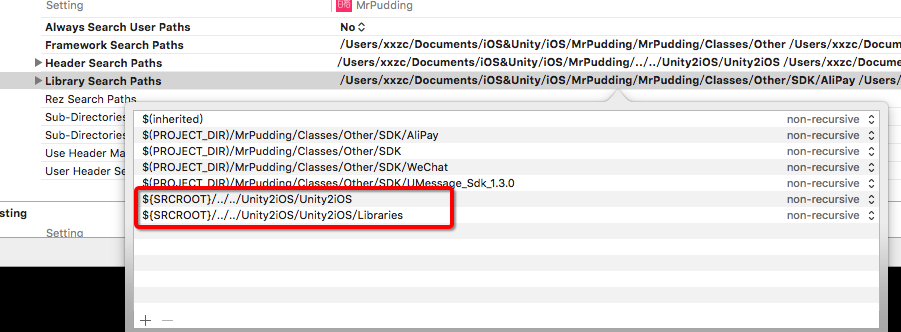 Setting MrPudding
Always Search User Paths No
Framework Search Paths /Users/xxzc/Documents/iOS&Unity/iOS/MrPudding/MrPudding/Classes/Other /Users/xxzc/Docum
Header Search Paths /Users/xxzc/Documents/iOS&Unity/iOS/MrPudding/../../Unity2iOS/Unity2iOS /Users/xxzc/Docume
Library Search Paths /Users/xxzc/Documents/iOS&Unity/iOS/MrPudding/MrPudding/Classes/Other/SDK/AliPay /Users/
Rez Search Paths
Sub-Directories
Sub-Directories
Use Header Ma
User Header Se
$(inherited) non-recursive
$(PROJECT_DIR)/MrPudding/Classes/Other/SDK/AliPay non-recursive
$(PROJECT_DIR)/MrPudding/Classes/Other/SDK non-recursive
$(PROJECT_DIR)/MrPudding/Classes/Other/SDK/WeChat non-recursive
$(PROJECT_DIR)/MrPudding/Classes/Other/SDK/UMessage_Sdk_1.3.0 non-recursive
${SRCROOT}/../../Unity2iOS/Unity2iOS non-recursive
${SRCROOT}/../../Unity2iOS/Unity2iOS/Libraries non-recursive
sting
Setting